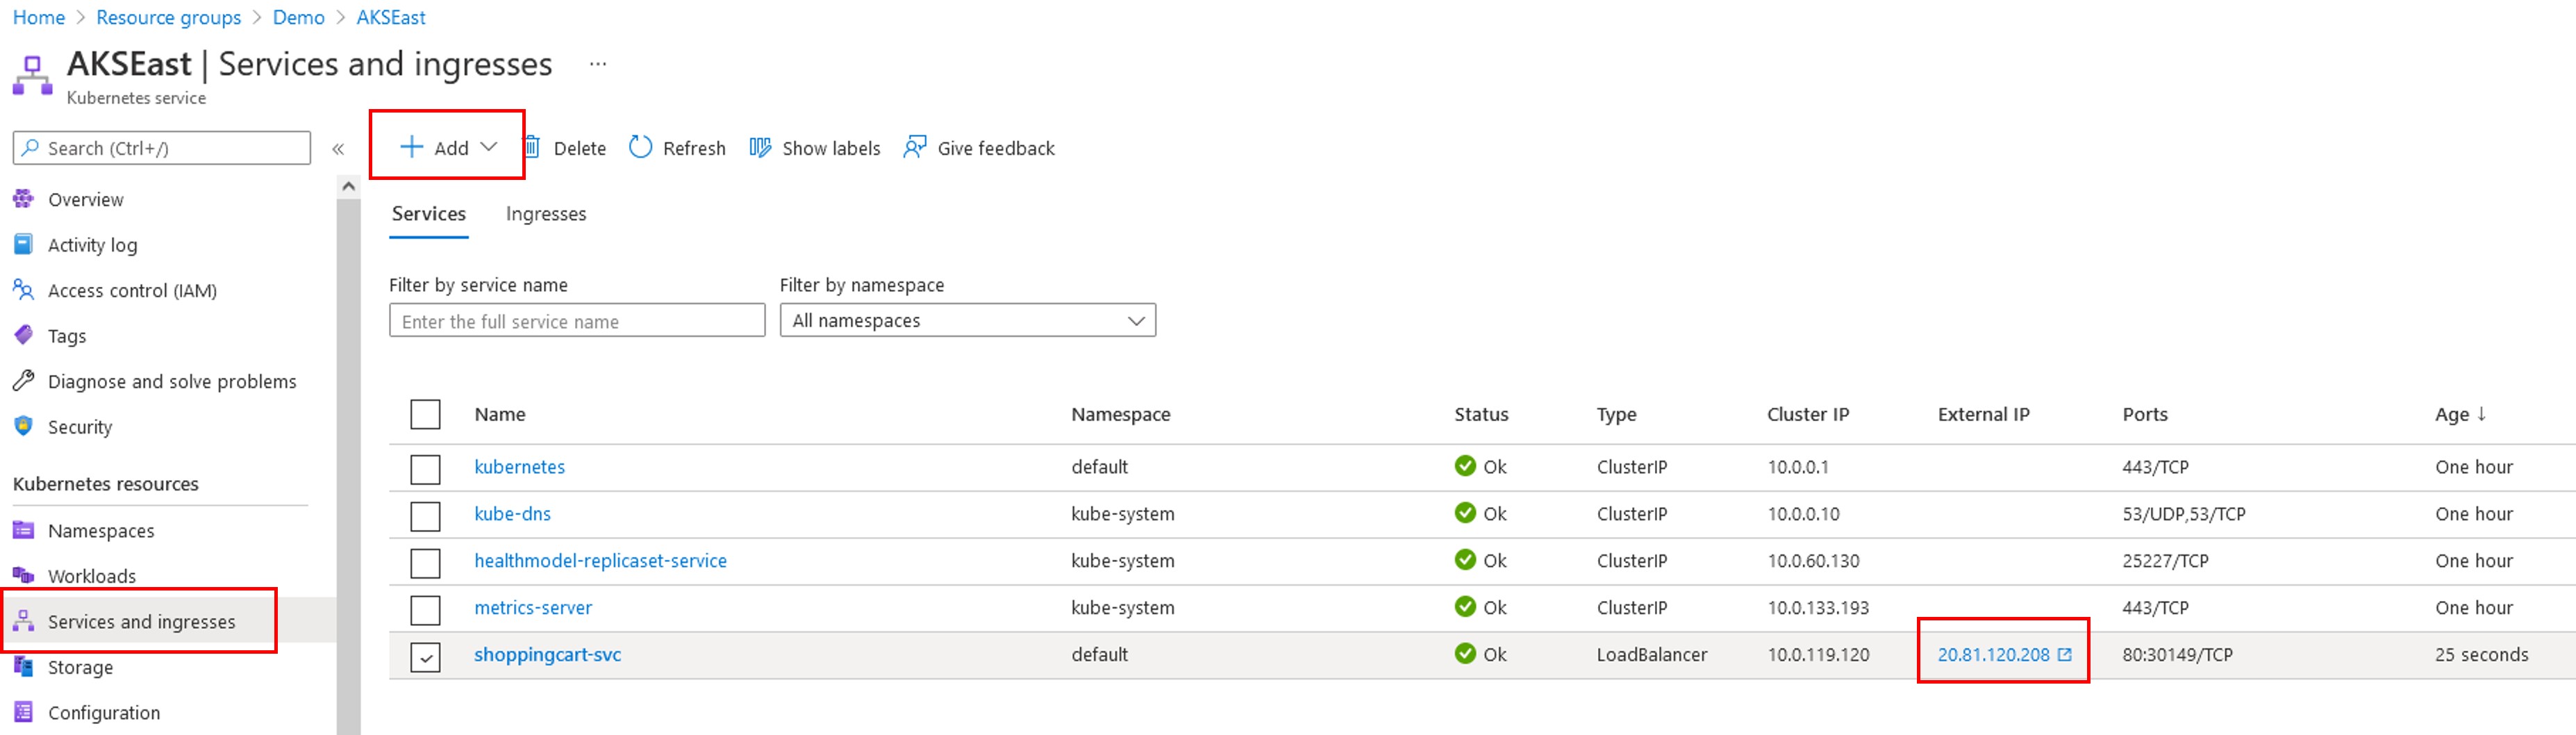 Home > Resource groups > Demo > AKSEast
AKSEast | Services and ingresses ...
Kubernetes service
Search (Ctrl+/) «
Add Delete Refresh Show labels Give feedback
Overview
Activity log
Access control (IAM)
Tags
Diagnose and solve problems
Security
Kubernetes resources
Namespaces
Workloads
Services and ingresses
Storage
Configuration
Services Ingresses
Filter by service name Filter by namespace
Enter the full service name All namespaces
Name Namespace Status Type Cluster IP External IP Ports Age ↓
kubernetes default Ok ClusterIP 10.0.0.1 443/TCP One hour
kube-dns kube-system Ok ClusterIP 10.0.0.10 53/UDP,53/TCP One hour
healthmodel-replicaset-service kube-system Ok ClusterIP 10.0.60.130 25227/TCP One hour
metrics-server kube-system Ok ClusterIP 10.0.133.193 443/TCP One hour
shoppingcart-svc default Ok LoadBalancer 10.0.119.120 20.81.120.208 80:30149/TCP 25 seconds